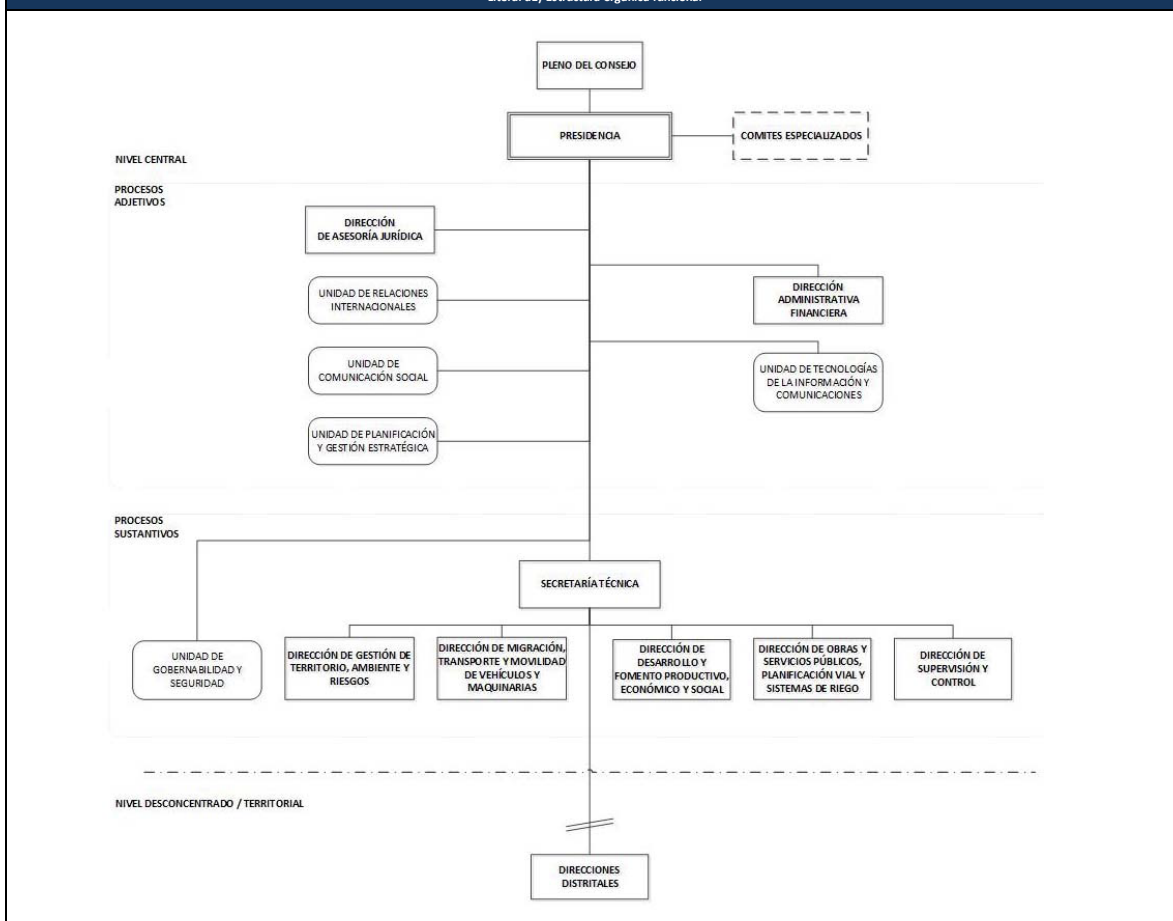 PLENO DEL CONSEJO
PRESIDENCIA
COMITES ESPECIALIZADOS
NIVEL CENTRAL
PROCESOS
ADJETIVOS
DIRECCIÓN
DE ASESORÍA JURÍDICA
UNIDAD DE RELACIONES
INTERNACIONALES
DIRECCIÓN
ADMINISTRATIVA
FINANCIERA
UNIDAD DE
COMUNICACIÓN SOCIAL
UNIDAD DE TECNOLOGÍAS
DE LA INFORMACIÓN Y
COMUNICACIONES
UNIDAD DE PLANIFICACIÓN
Y GESTIÓN ESTRATÉGICA
PROCESOS
SUSTANTIVOS
SECRETARÍA TÉCNICA
UNIDAD DE
GOBERNABILIDAD Y
SEGURIDAD
DIRECCIÓN DE GESTIÓN DE
TERRITORIO, AMBIENTE Y
RIESGOS
DIRECCIÓN DE MIGRACIÓN,
TRANSPORTE Y MOVILIDAD
DE VEHÍCULOS Y
MAQUINARIAS
DIRECCIÓN DE
DESARROLLO Y
FOMENTO PRODUCTIVO,
ECONÓMICO Y SOCIAL
DIRECCIÓN DE OBRAS Y
SERVICIOS PÚBLICOS,
PLANIFICACIÓN VIAL Y
SISTEMAS DE RIEGO
DIRECCIÓN DE
SUPERVISIÓN Y
CONTROL
NIVEL DESCONCENTRADO / TERRITORIAL
DIRECCIONES
DISTRITALES